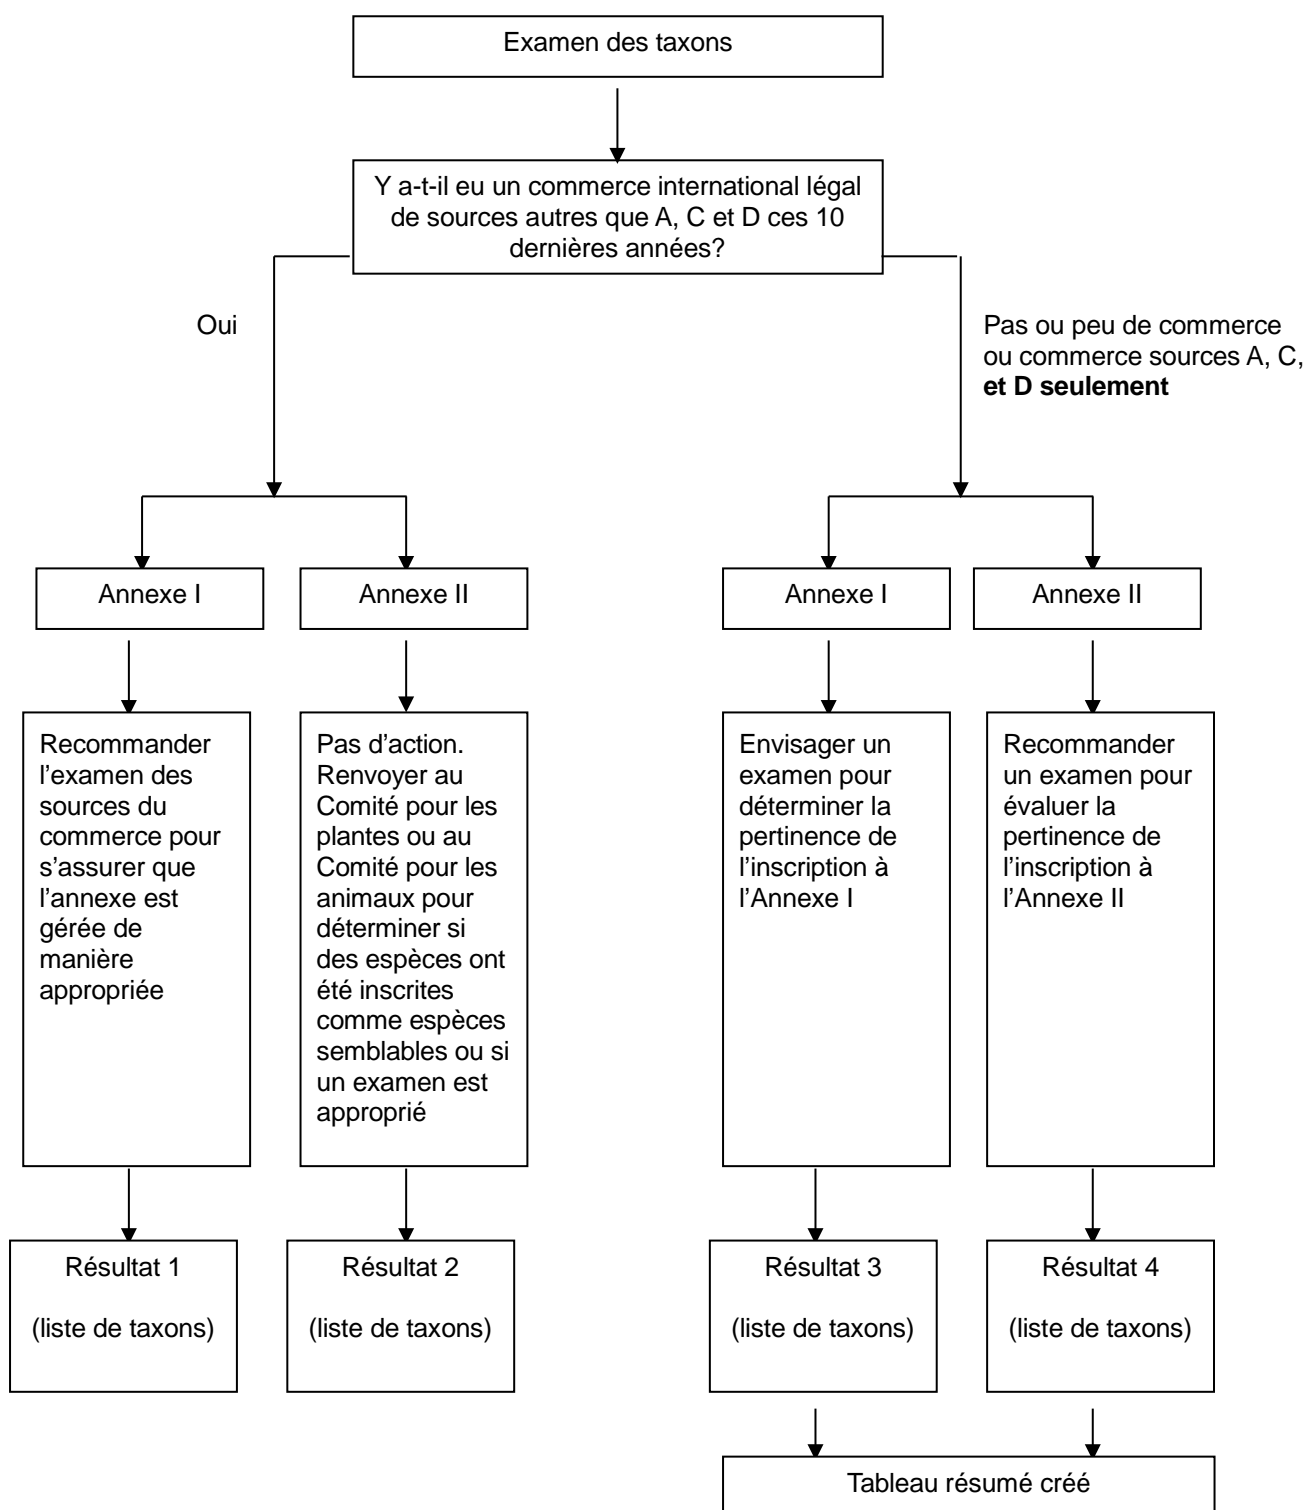 Examen des taxons
Y a-t-il eu un commerce international légal
de sources autres que A, C et D ces 10
dernières années?
Oui
Pas ou peu de commerce
ou commerce sources A, C,
et D seulement
Annexe I
Annexe II
Annexe I
Annexe II
Recommander
l'examen des
sources du
commerce pour
s'assurer que
l'annexe est
gérée de
manière
appropriée
Pas d'action.
Renvoyer au
Comité pour les
plantes ou au
Comité pour les
animaux pour
déterminer si
des espèces ont
été inscrites
comme espèces
semblables ou si
un examen est
approprié
Envisager un
examen pour
déterminer la
pertinence de
l'inscription à
l'Annexe I
Recommander
un examen pour
évaluer la
pertinence de
l'inscription à
l'Annexe II
Résultat 1
(liste de taxons)
Résultat 2
(liste de taxons)
Résultat 3
(liste de taxons)
Résultat 4
(liste de taxons)
Tableau résumé créé